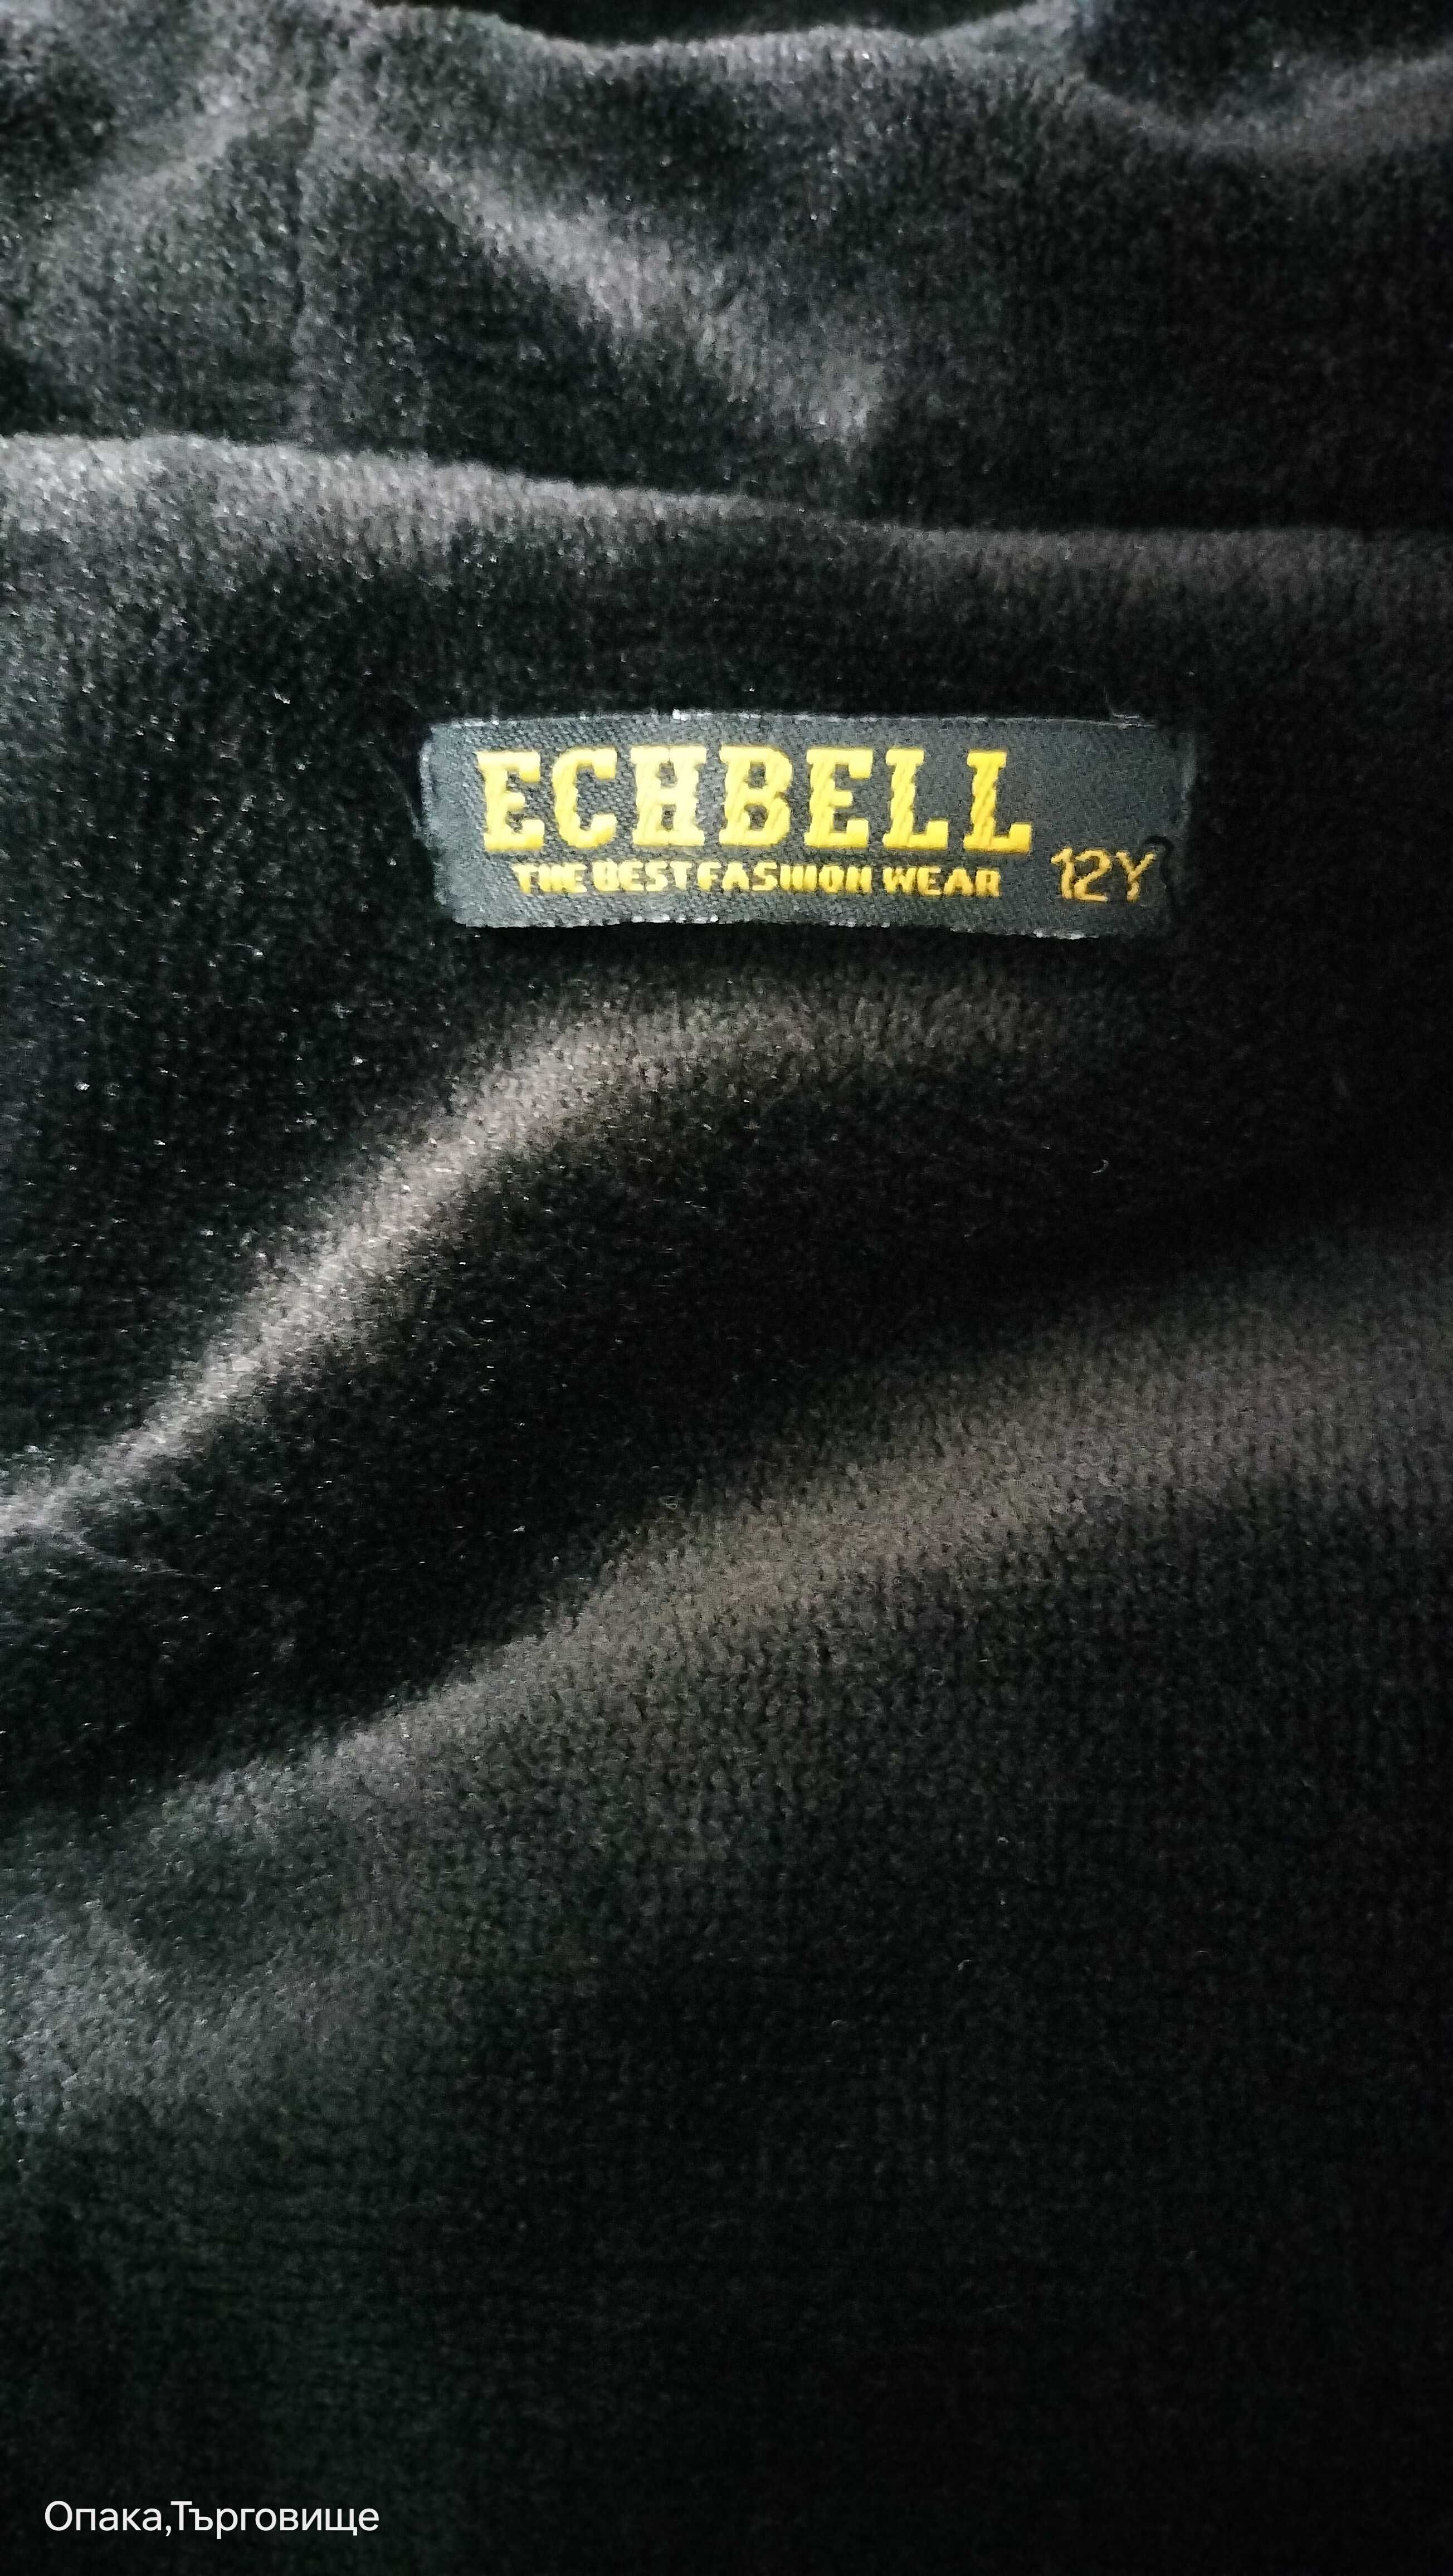 ECHBELL
THE BEST FASHION WEAR 12Y
Опака,Търговище